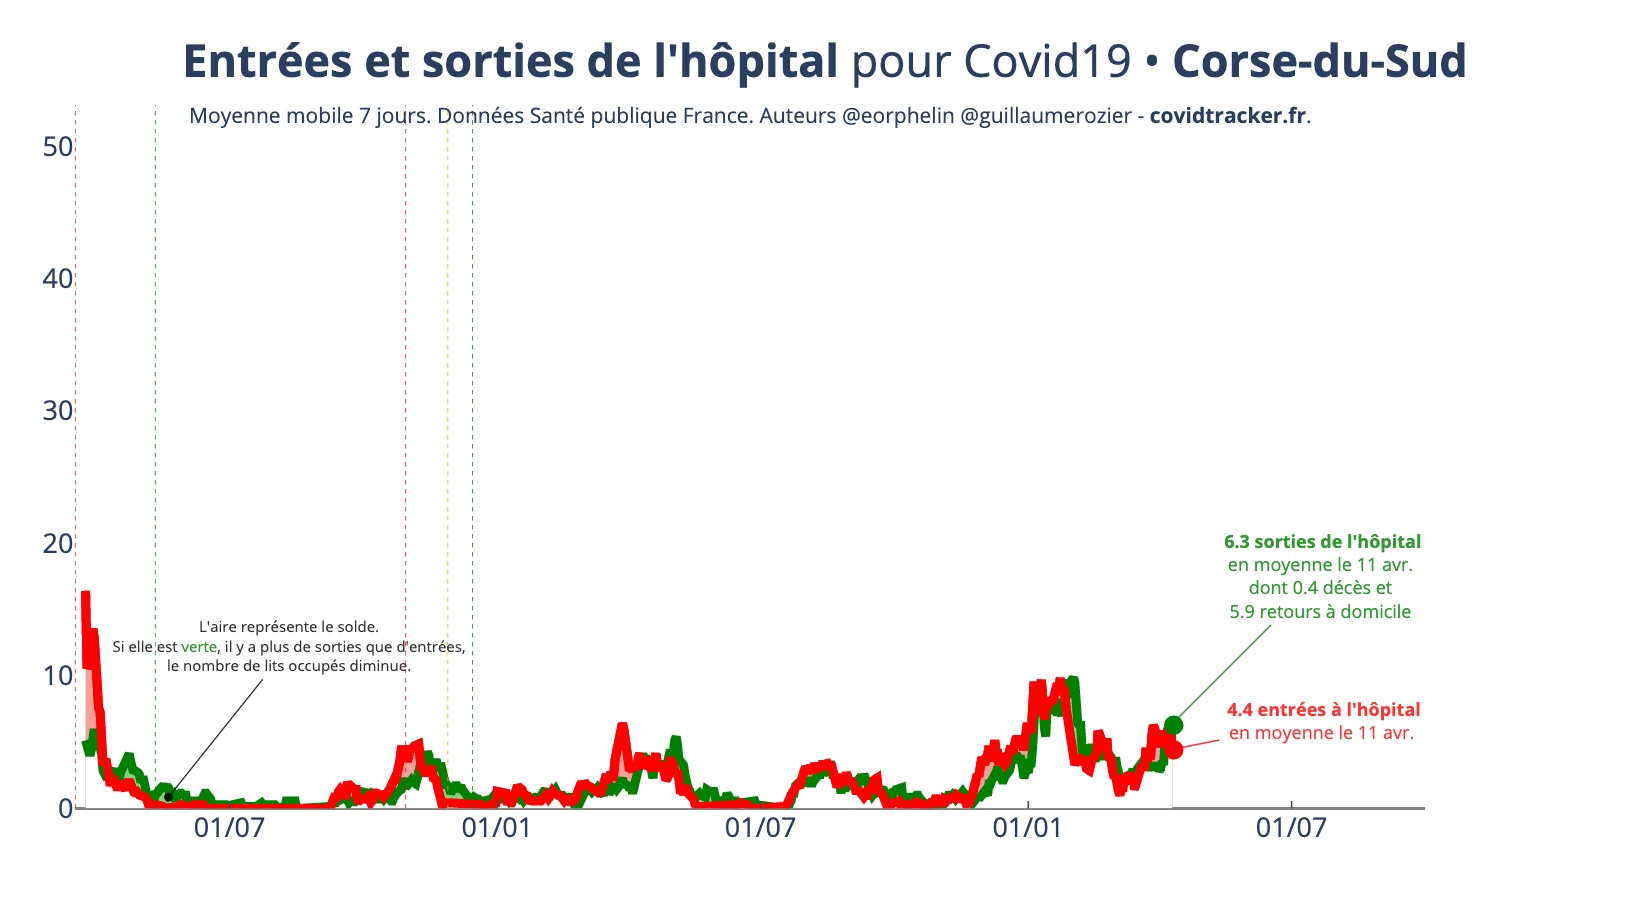 Entrées et sorties de l'hôpital pour Covid19 • Corse-du-Sud
Moyenne mobile 7 jours. Données Santé publique France. Auteurs @eorphelin @guillaumerozier - covidtracker.fr.
50
40
30
20
10
0
L'aire représente le solde.
Si elle est verte, il y a plus de sorties que d'entrées,
le nombre de lits occupés diminue.
6.3 sorties de l'hôpital
en moyenne le 11 avr.
dont 0.4 décès et
5.9 retours à domicile
4.4 entrées à l'hôpital
en moyenne le 11 avr.
01/07
01/01
01/07
01/01
01/07